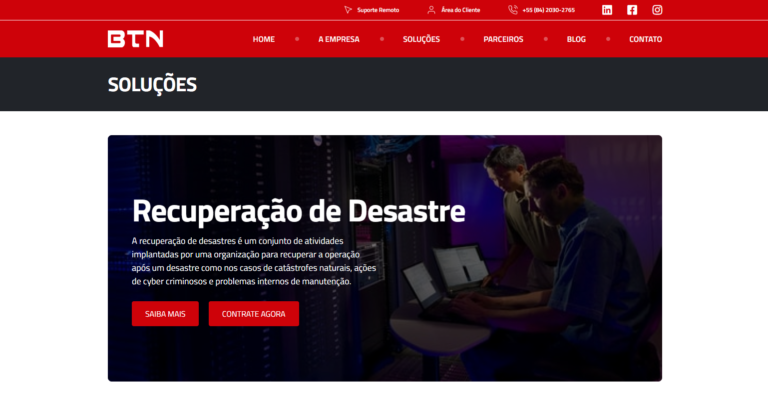 Suporte Remoto
Área do Cliente
+55 (84) 2030-2765
BTN
HOME
A EMPRESA
SOLUÇÕES
PARCEIROS
BLOG
CONTATO
SOLUÇÕES
Recuperação de Desastre
A recuperação de desastres é um conjunto de atividades
implantadas por uma organização para recuperar a operação
após um desastre como nos casos de catástrofes naturais, ações
de cyber criminosos e problemas internos de manutenção.
SAIBA MAIS
CONTRATE AGORA